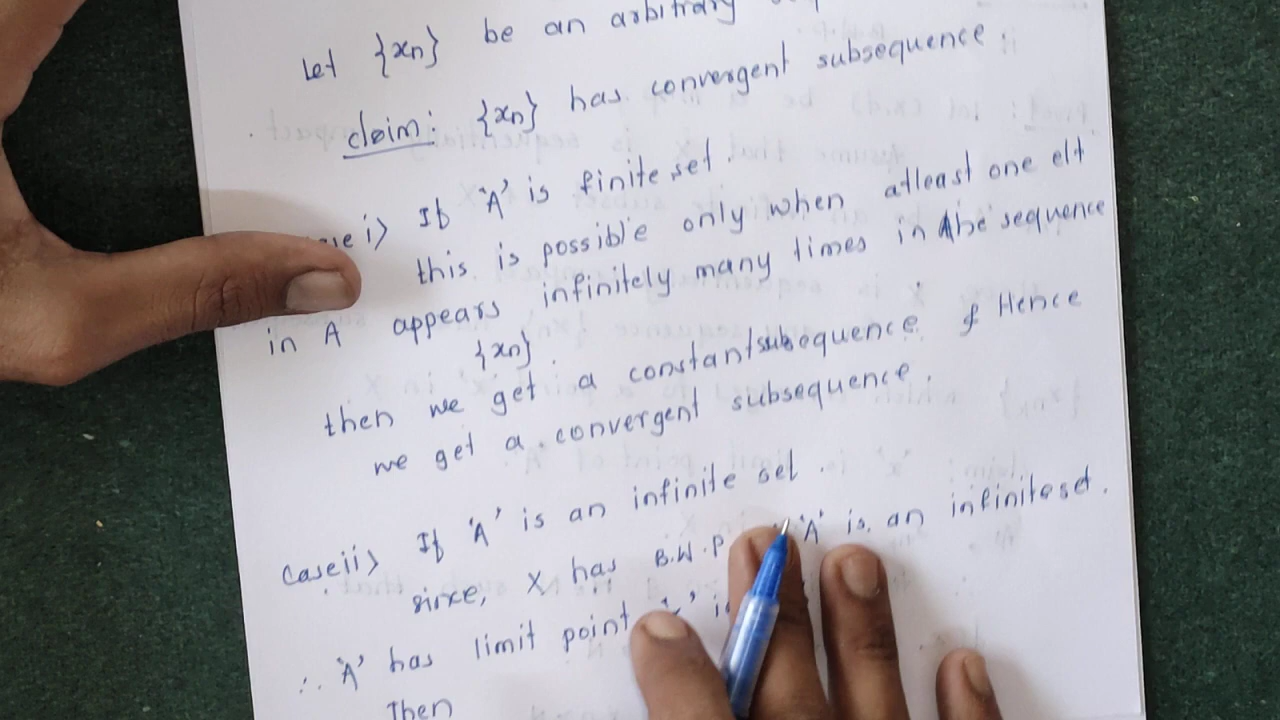 Let {xn} be an arbitrary
claim: {xn} has convergent subsequence.
i) If 'A' is finite set.
this is possible only when atleast one elt
in A appears infinitely many times in the sequence
{xn}.
then we get a constant subsequence & Hence
we get a convergent subsequence.
Case ii) If 'A' is an infinite set.
since, X has B.W.P 'A' is an infinite set.
∴ 'A' has limit point
Then